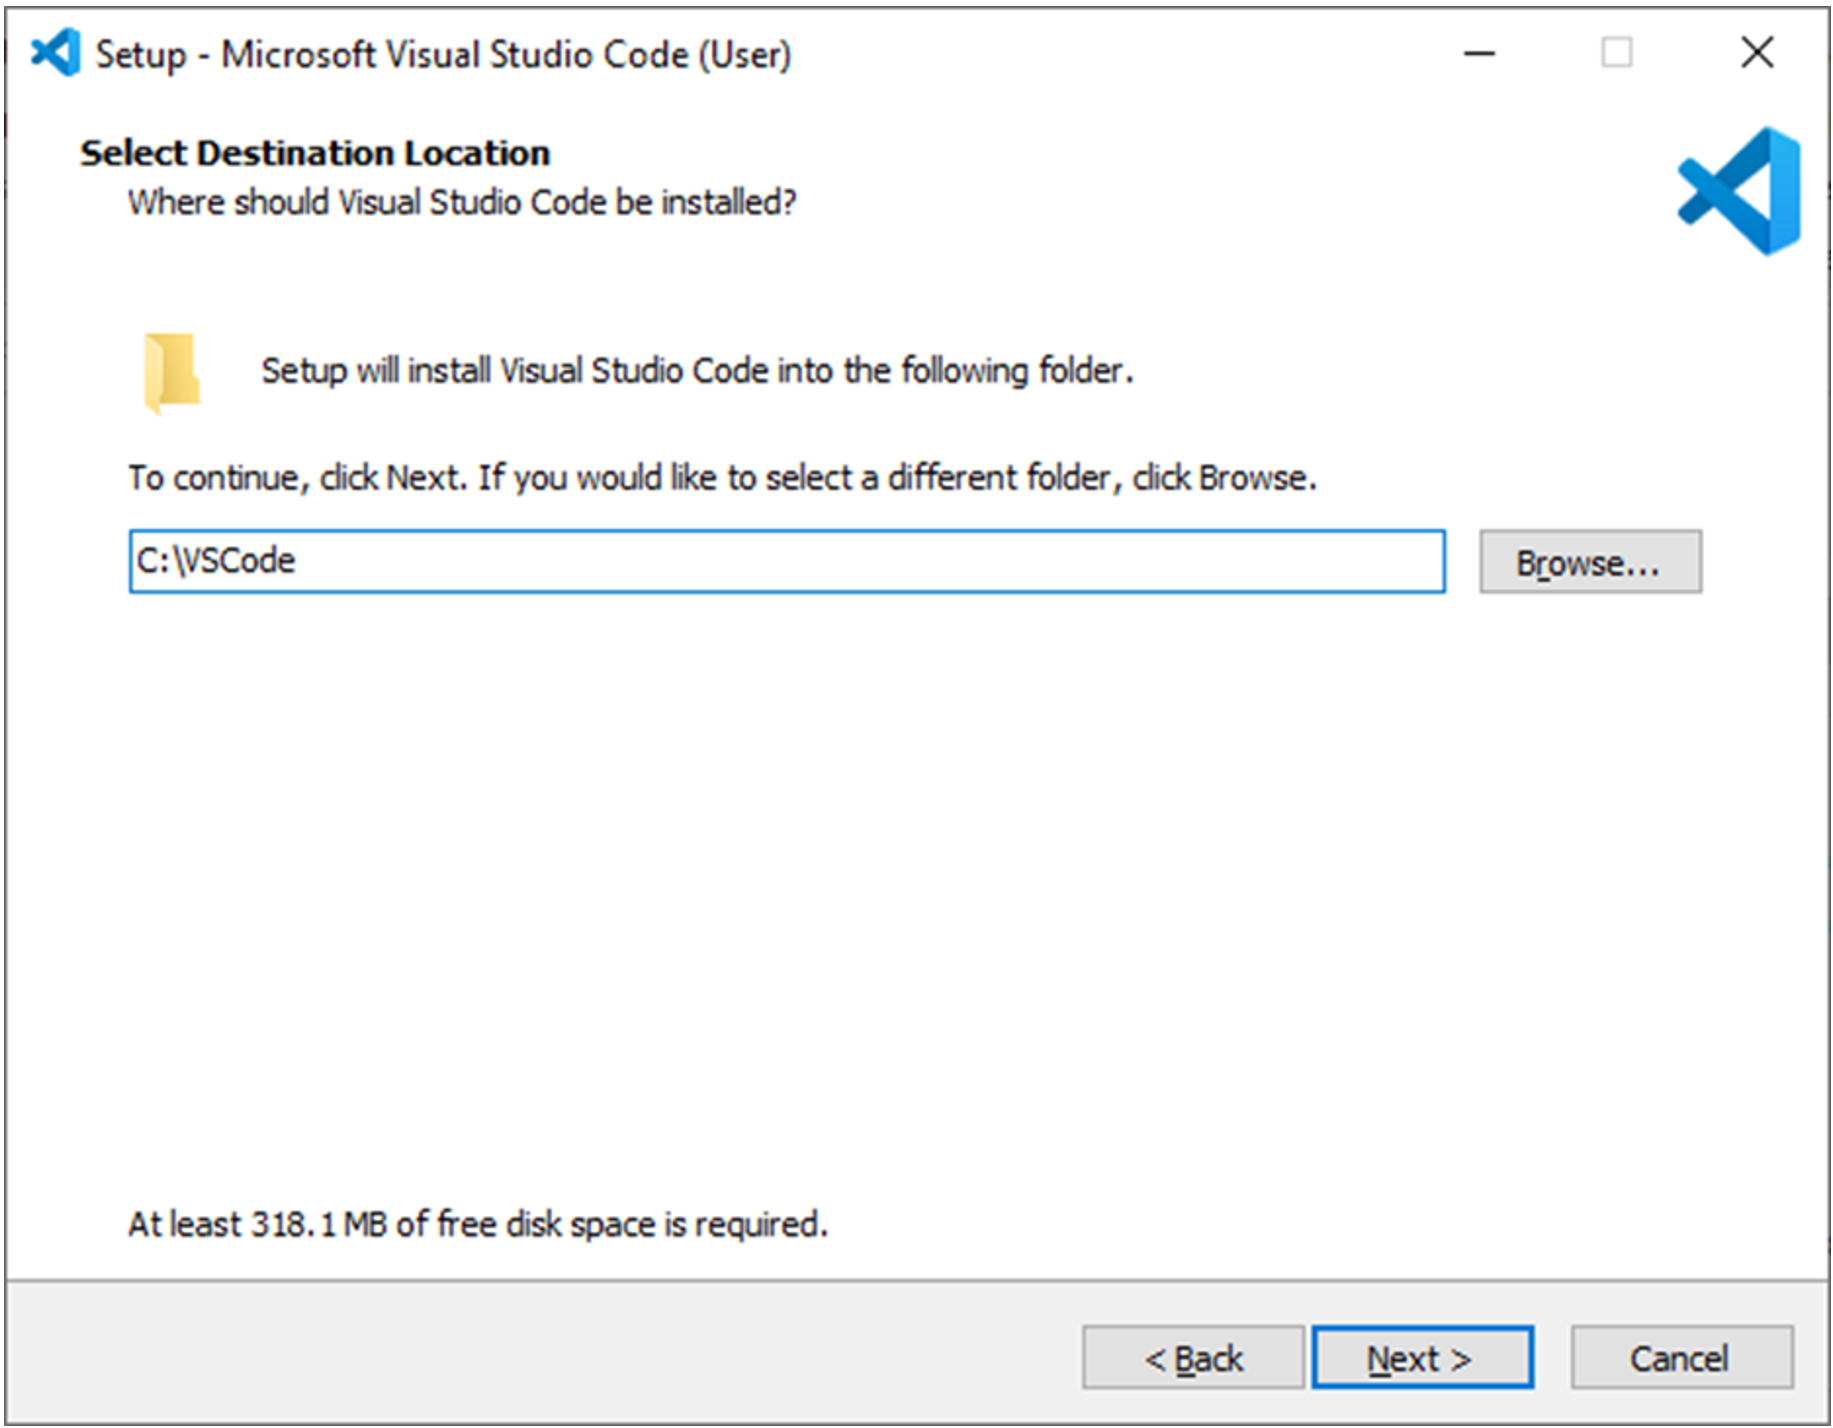 Setup - Microsoft Visual Studio Code (User)
Select Destination Location
Where should Visual Studio Code be installed?
Setup will install Visual Studio Code into the following folder.
To continue, click Next. If you would like to select a different folder, click Browse.
C:\VSCode
Browse...
At least 318.1 MB of free disk space is required.
< Back
Next >
Cancel